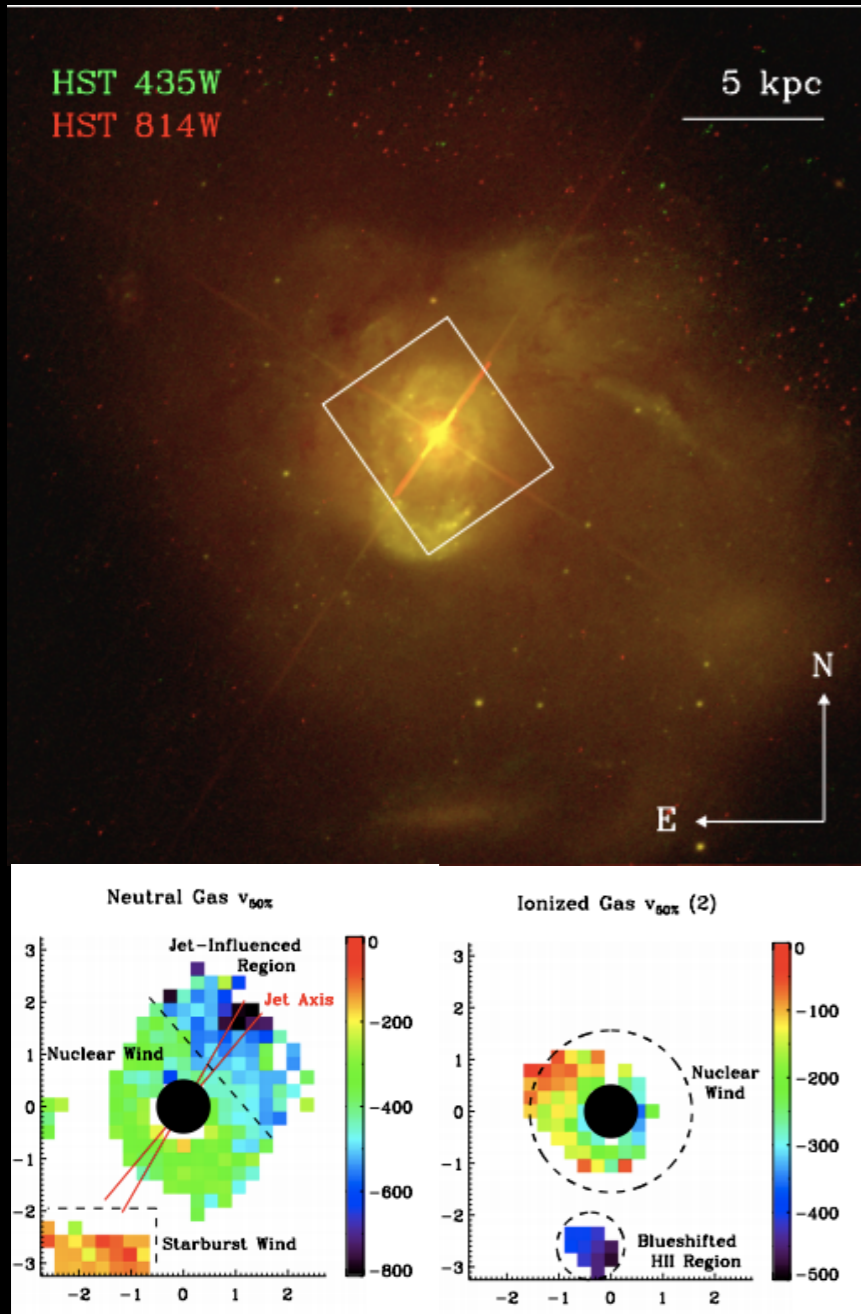 HST 435W
5 kpc
HST 814W
N
E
Neutral Gas v50%
Ionized Gas v50% (2)
Jet-Influenced
Region
Jet Axis
Nuclear Wind
Starburst Wind
3
2
1
0
-1
-2
-3
-2 -1 0 1 2
0
-200
-400
-600
-800
Nuclear
Wind
Blueshifted
HII Region
3
2
1
0
-1
-2
-3
-2 -1 0 1 2
0
-100
-200
-300
-400
-500